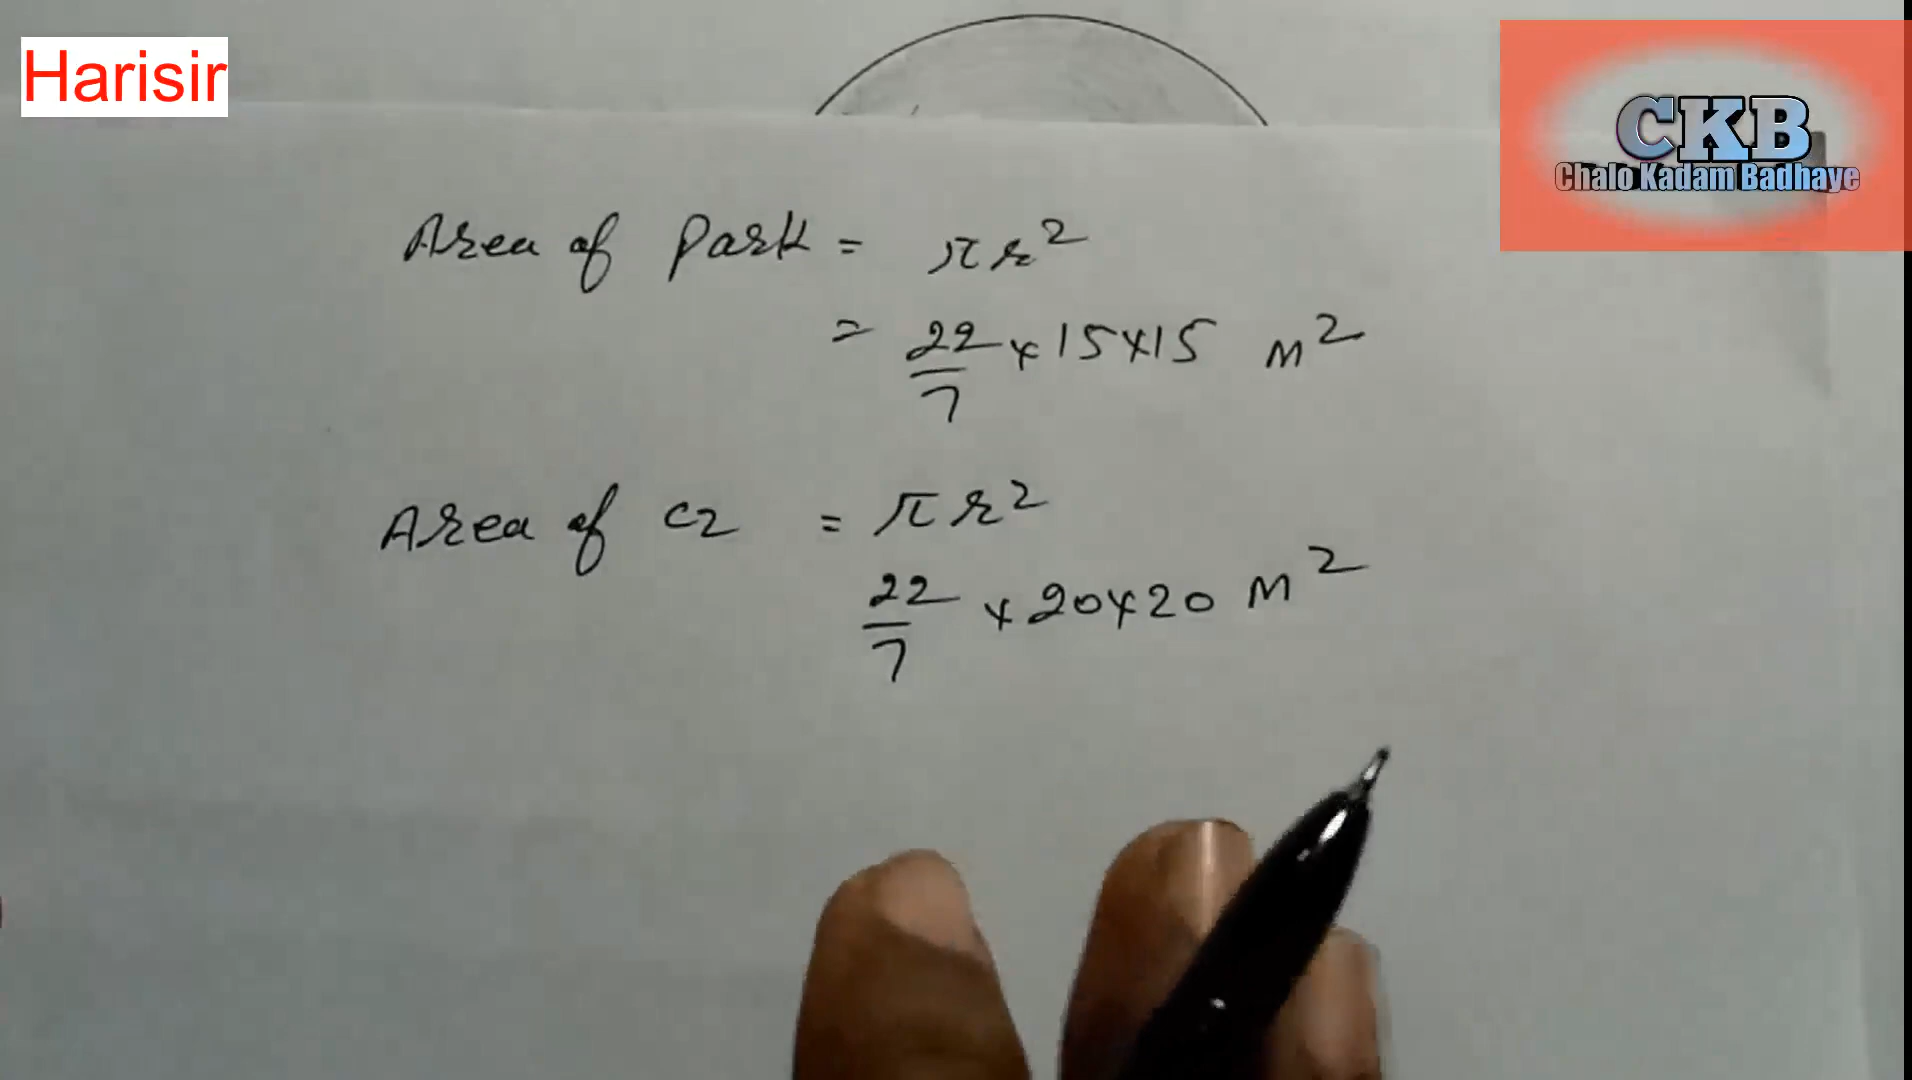 Harisir
CKB
Chalo Kadam Badhaye
Area of Park = πr²
= 22/7 × 15×15 m²
Area of C2 = πr²
22/7 × 20×20 m²